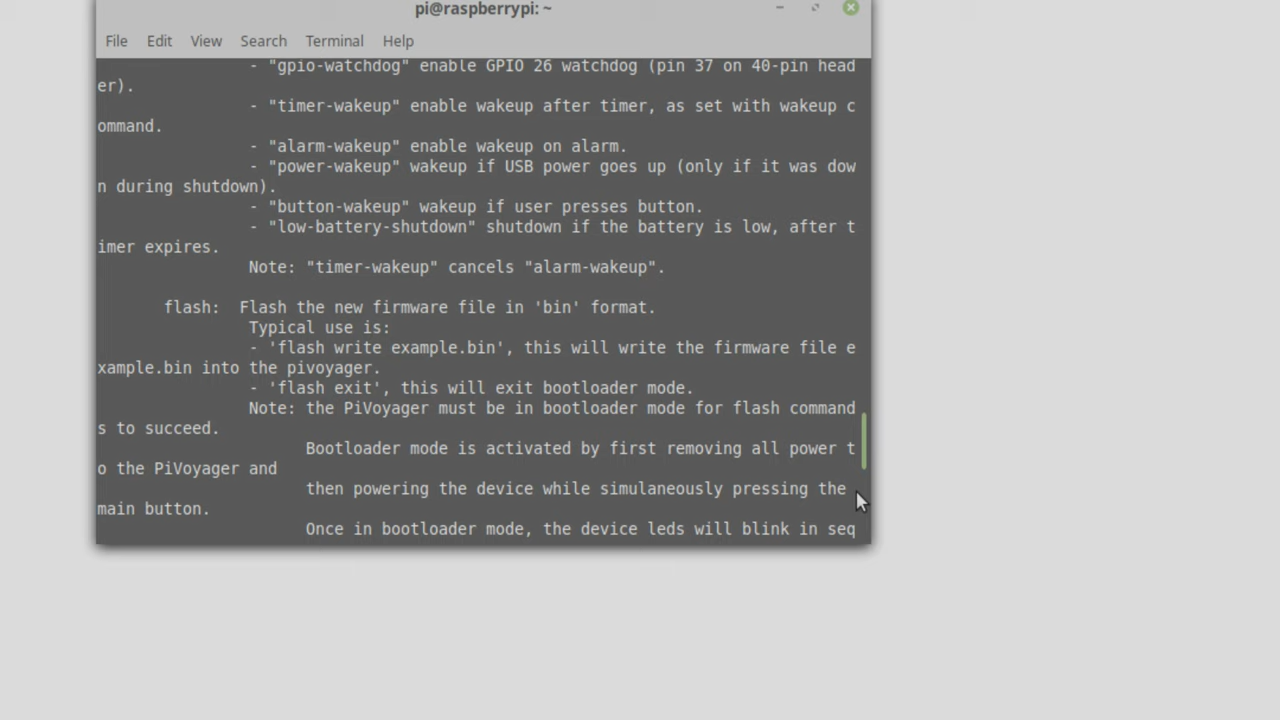 pi@raspberrypi: ~
File Edit View Search Terminal Help
- "gpio-watchdog" enable GPIO 26 watchdog (pin 37 on 40-pin head
er).
- "timer-wakeup" enable wakeup after timer, as set with wakeup c
ommand.
- "alarm-wakeup" enable wakeup on alarm.
- "power-wakeup" wakeup if USB power goes up (only if it was dow
n during shutdown).
- "button-wakeup" wakeup if user presses button.
- "low-battery-shutdown" shutdown if the battery is low, after t
imer expires.
Note: "timer-wakeup" cancels "alarm-wakeup".
flash: Flash the new firmware file in 'bin' format.
Typical use is:
- 'flash write example.bin', this will write the firmware file e
xample.bin into the pivoyager.
- 'flash exit', this will exit bootloader mode.
Note: the PiVoyager must be in bootloader mode for flash command
s to succeed.
Bootloader mode is activated by first removing all power t
o the PiVoyager and
then powering the device while simultaneously pressing the
main button.
Once in bootloader mode, the device leds will blink in seq